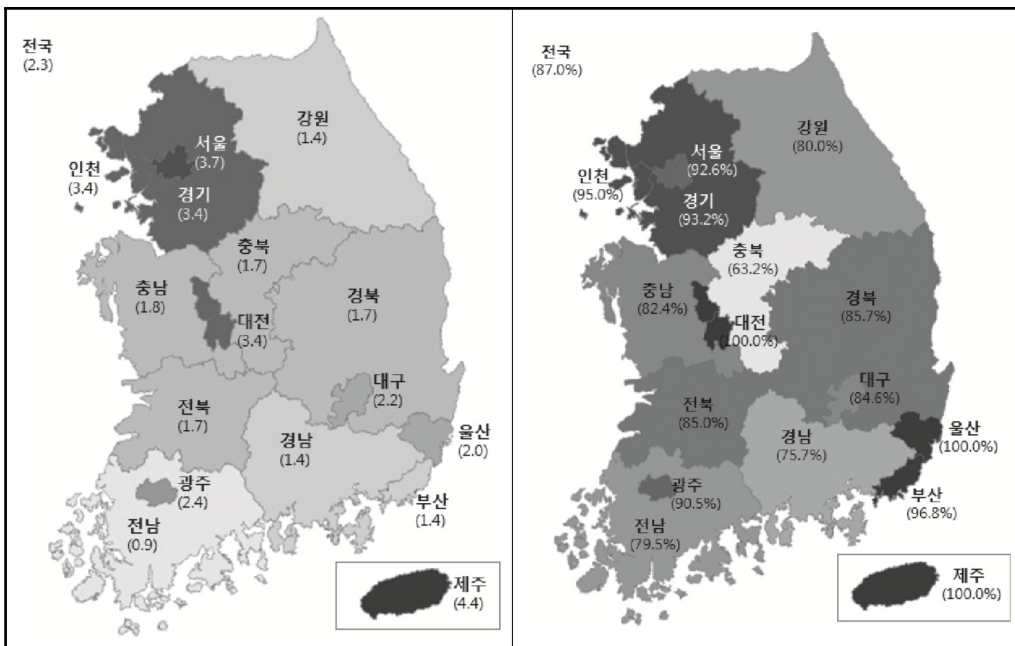 전국
(2.3)
강원
(1.4)
서울
(3.7)
인천
(3.4)
경기
(3.4)
충북
(1.7)
충남
(1.8)
경북
(1.7)
대전
(3.4)
대구
(2.2)
전북
(1.7)
울산
(2.0)
경남
(1.4)
광주
(2.4)
부산
(1.4)
전남
(0.9)
제주
(4.4)
전국
(87.0%)
강원
(80.0%)
서울
(92.6%)
인천
(95.0%)
경기
(93.2%)
충북
(63.2%)
충남
(82.4%)
경북
(85.7%)
대전
(100.0%)
대구
(84.6%)
전북
(85.0%)
울산
(100.0%)
경남
(75.7%)
광주
(90.5%)
부산
(96.8%)
전남
(79.5%)
제주
(100.0%)